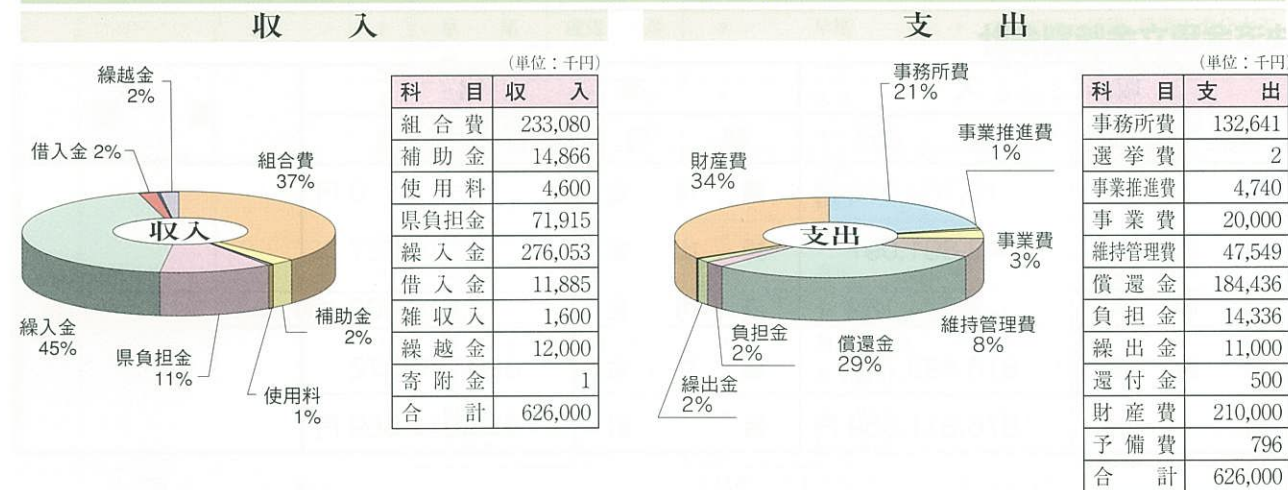 収 入
繰越金
2%
借入金 2%
組合費
37%
収入
繰入金
45%
県負担金
11%
使用料
1%
補助金
2%
(単位：千円)
科 目 収 入
組 合 費 233,080
補 助 金 14,866
使 用 料 4,600
県負担金 71,915
繰 入 金 276,053
借 入 金 11,885
雑 収 入 1,600
繰 越 金 12,000
寄 附 金 1
合 計 626,000
支 出
事務所費
21%
事業推進費
1%
財産費
34%
支出
事業費
3%
維持管理費
8%
償還金
29%
負担金
2%
繰出金
2%
(単位：千円)
科 目 支 出
事務所費 132,641
選 挙 費 2
事業推進費 4,740
事 業 費 20,000
維持管理費 47,549
償 還 金 184,436
負 担 金 14,336
繰 出 金 11,000
還 付 金 500
財 産 費 210,000
予 備 費 796
合 計 626,000